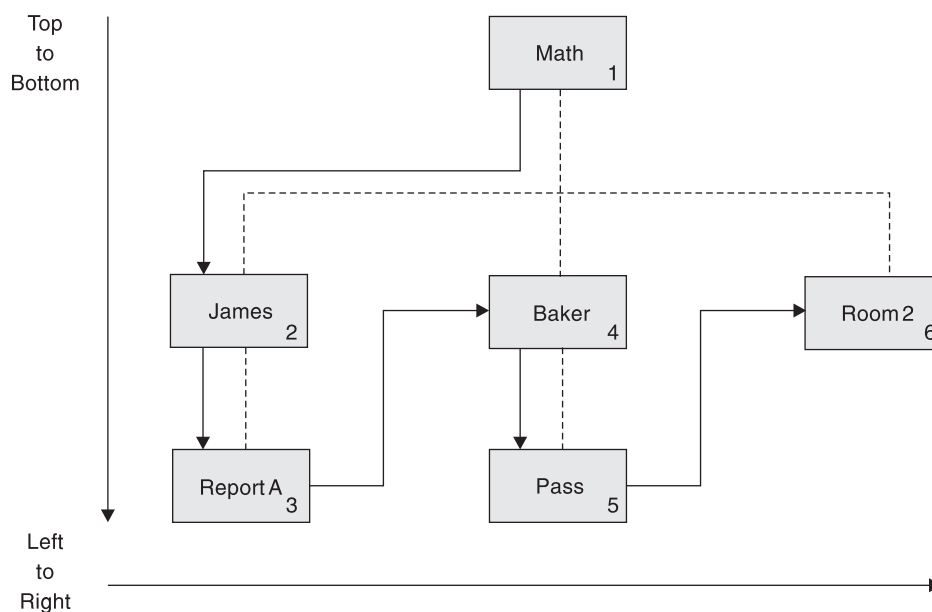 Top
to
Bottom
Math
1
James
2
Baker
4
Room 2
6
Report A
3
Pass
5
Left
to
Right